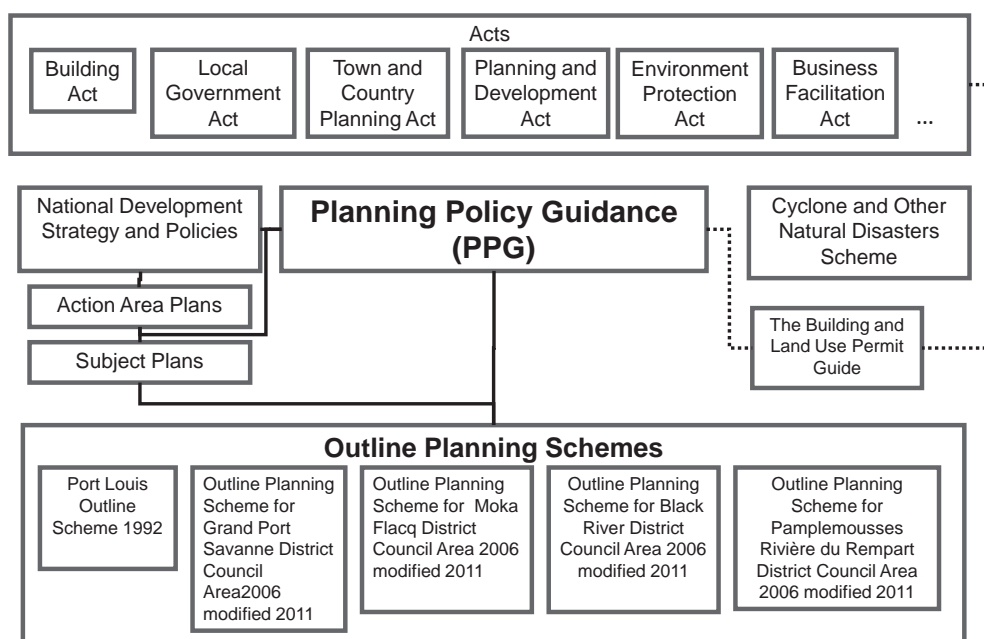 Acts
Building
Act
Local
Government
Act
Town and
Country
Planning Act
Planning and
Development
Act
Environment
Protection
Act
Business
Facilitation
Act
...
National Development
Strategy and Policies
Planning Policy Guidance
(PPG)
Cyclone and Other
Natural Disasters
Scheme
Action Area Plans
Subject Plans
The Building and
Land Use Permit
Guide
Outline Planning Schemes
Port Louis
Outline
Scheme 1992
Outline Planning
Scheme for
Grand Port
Savanne District
Council
Area2006
modified 2011
Outline Planning
Scheme for Moka
Flacq District
Council Area 2006
modified 2011
Outline Planning
Scheme for Black
River District
Council Area 2006
modified 2011
Outline Planning
Scheme for
Pamplemousses
Rivière du Rempart
District Council Area
2006 modified 2011